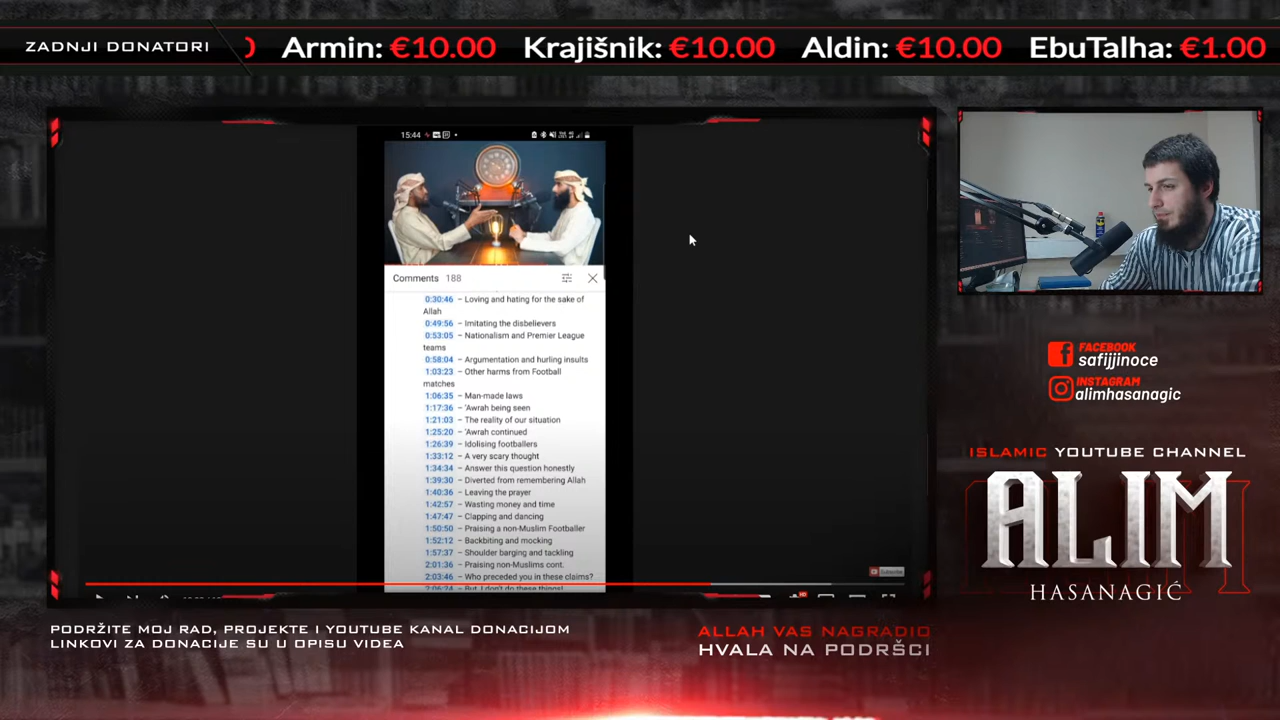 ZADNJI DONATORI
Armin: €10.00 Krajišnik: €10.00 Aldin: €10.00 EbuTalha: €1.00
15:44
Comments 188
0:30:46 – Loving and hating for the sake of
Allah
0:49:56 – Imitating the disbelievers
0:53:05 – Nationalism and Premier League
teams
0:58:04 – Argumentation and hurling insults
1:03:23 – Other harms from Football
matches
1:06:35 – Man-made laws
1:17:36 – 'Awrah being seen
1:21:03 – The reality of our situation
1:25:20 – 'Awrah continued
1:26:39 – Idolising footballers
1:33:12 – A very scary thought
1:34:34 – Answer this question honestly
1:39:30 – Diverted from remembering Allah
1:40:36 – Leaving the prayer
1:42:57 – Wasting money and time
1:47:47 – Clapping and dancing
1:50:50 – Praising a non-Muslim Footballer
1:52:12 – Backbiting and mocking
1:57:37 – Shoulder barging and tackling
2:01:36 – Praising non-Muslims cont.
2:03:46 – Who preceded you in these claims?
2:06:24 – But, I don't do these things!
Subscribe
HD
FACEBOOK
safijjinoce
INSTAGRAM
alimhasanagic
ISLAMIC YOUTUBE CHANNEL
ALIM
HASANAGIĆ
PODRŽITE MOJ RAD, PROJEKTE I YOUTUBE KANAL DONACIJOM
LINKOVI ZA DONACIJE SU U OPISU VIDEA
ALLAH VAS NAGRADIO
HVALA NA PODRŠCI